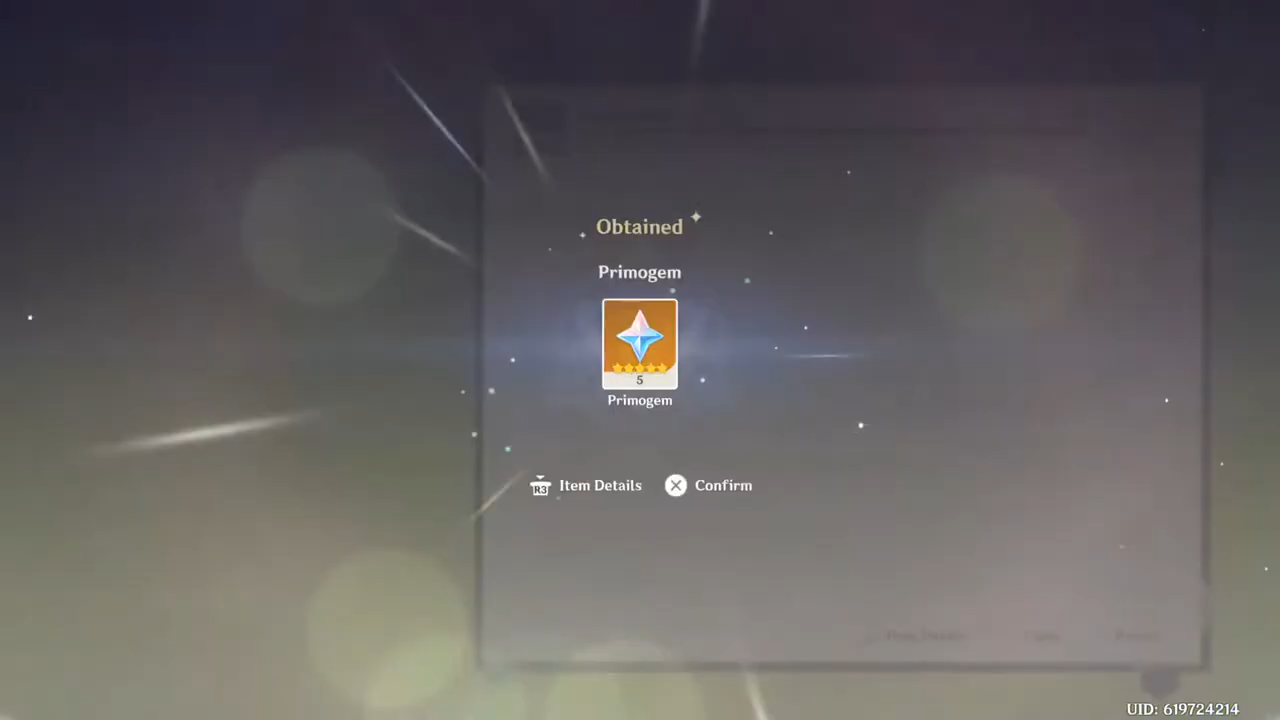 Obtained
Primogem
5
Primogem
R3 Item Details
Confirm
UID: 619724214